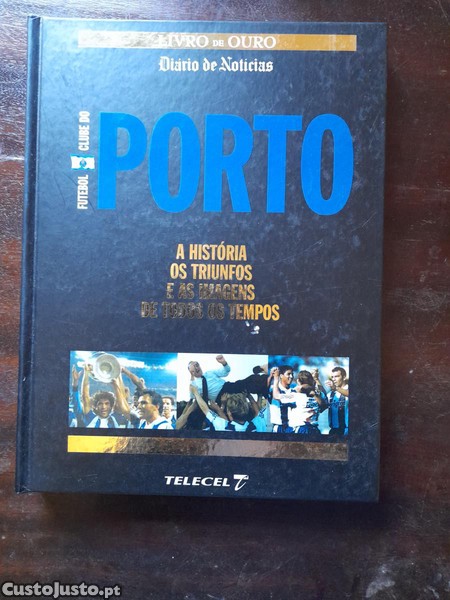 LIVRO DE OURO
Diário de Notícias
FUTEBOL CLUBE DO
PORTO
A HISTÓRIA
OS TRIUNFOS
E AS IMAGENS
DE TODOS OS TEMPOS
TELECEL
CustoJusto.pt